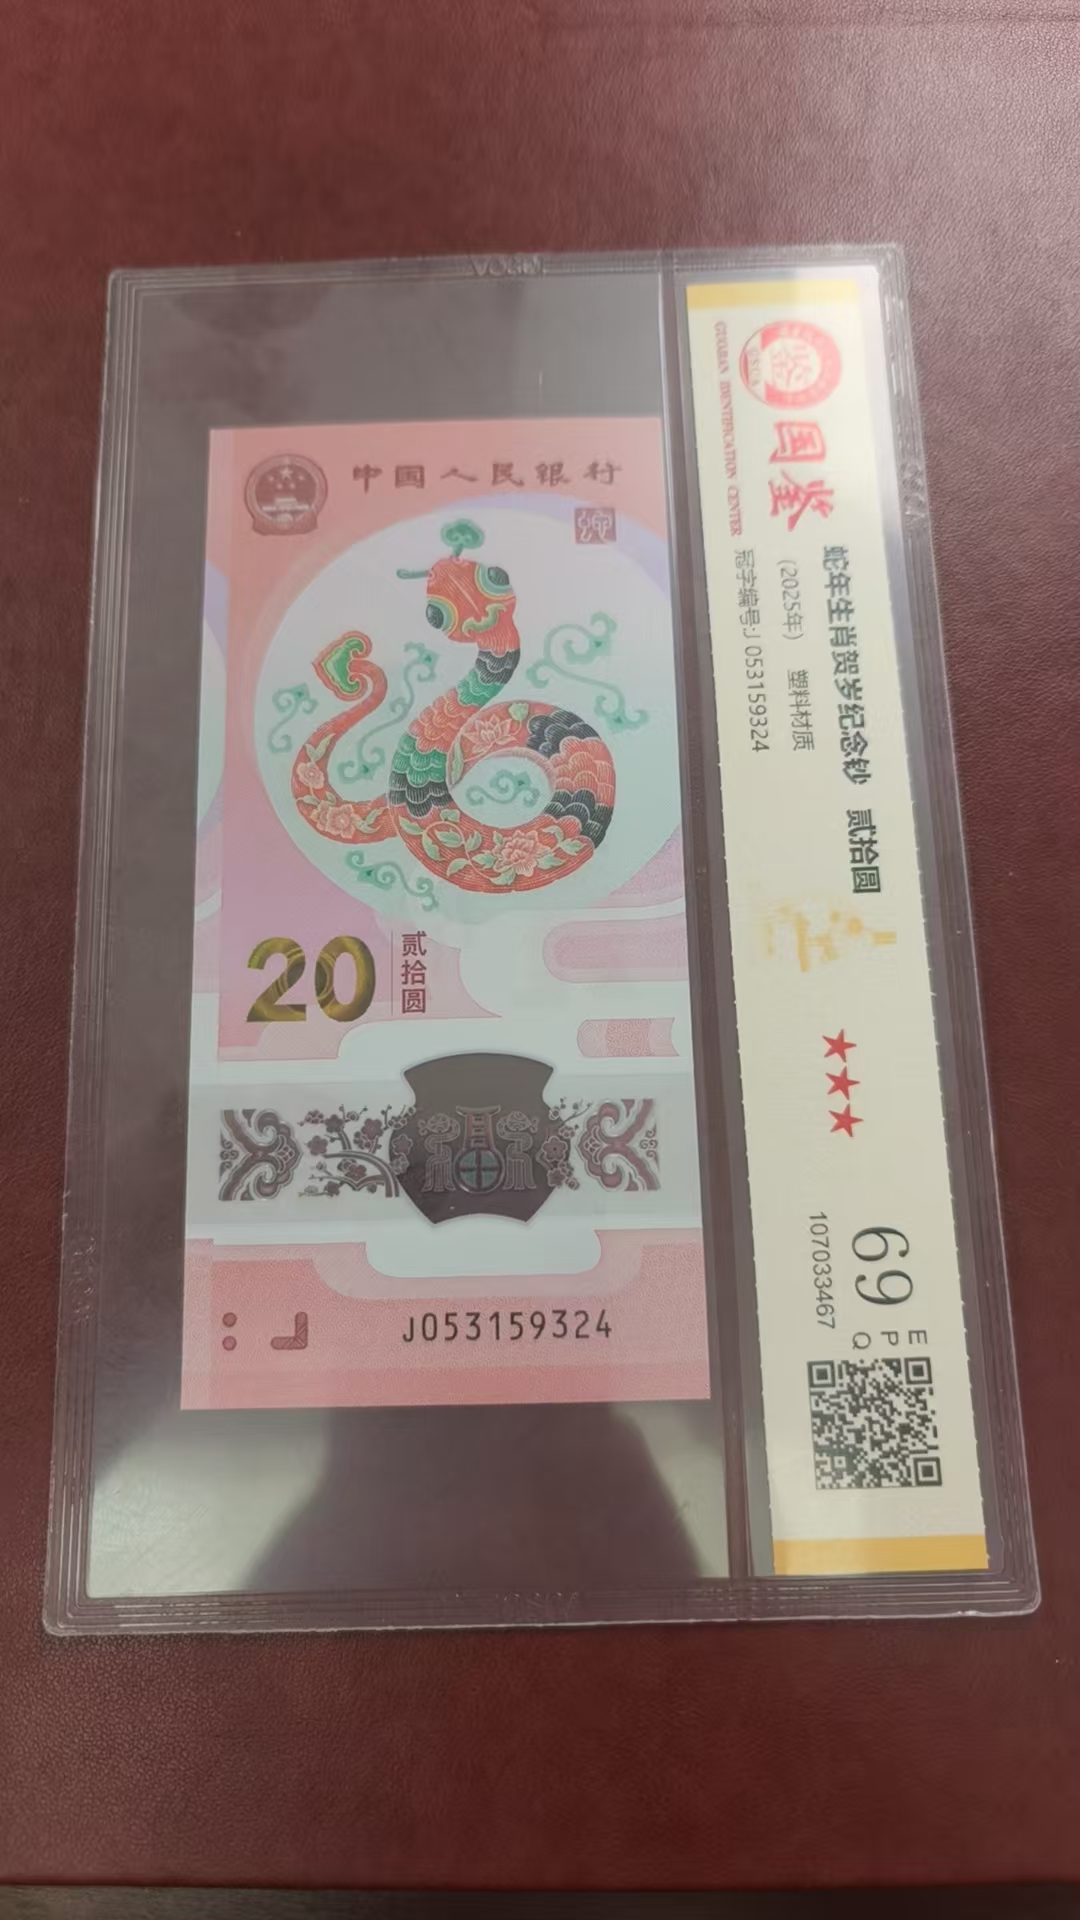 中国人民银行
蛇
20
贰拾圆
J053159324
国鉴
GUOJIAN IDENTIFICATION CENTER
蛇年生肖贺岁纪念钞 贰拾圆
(2025年) 塑料材质
冠字编号:J053159324
★★★
69
E
P
Q
107033467